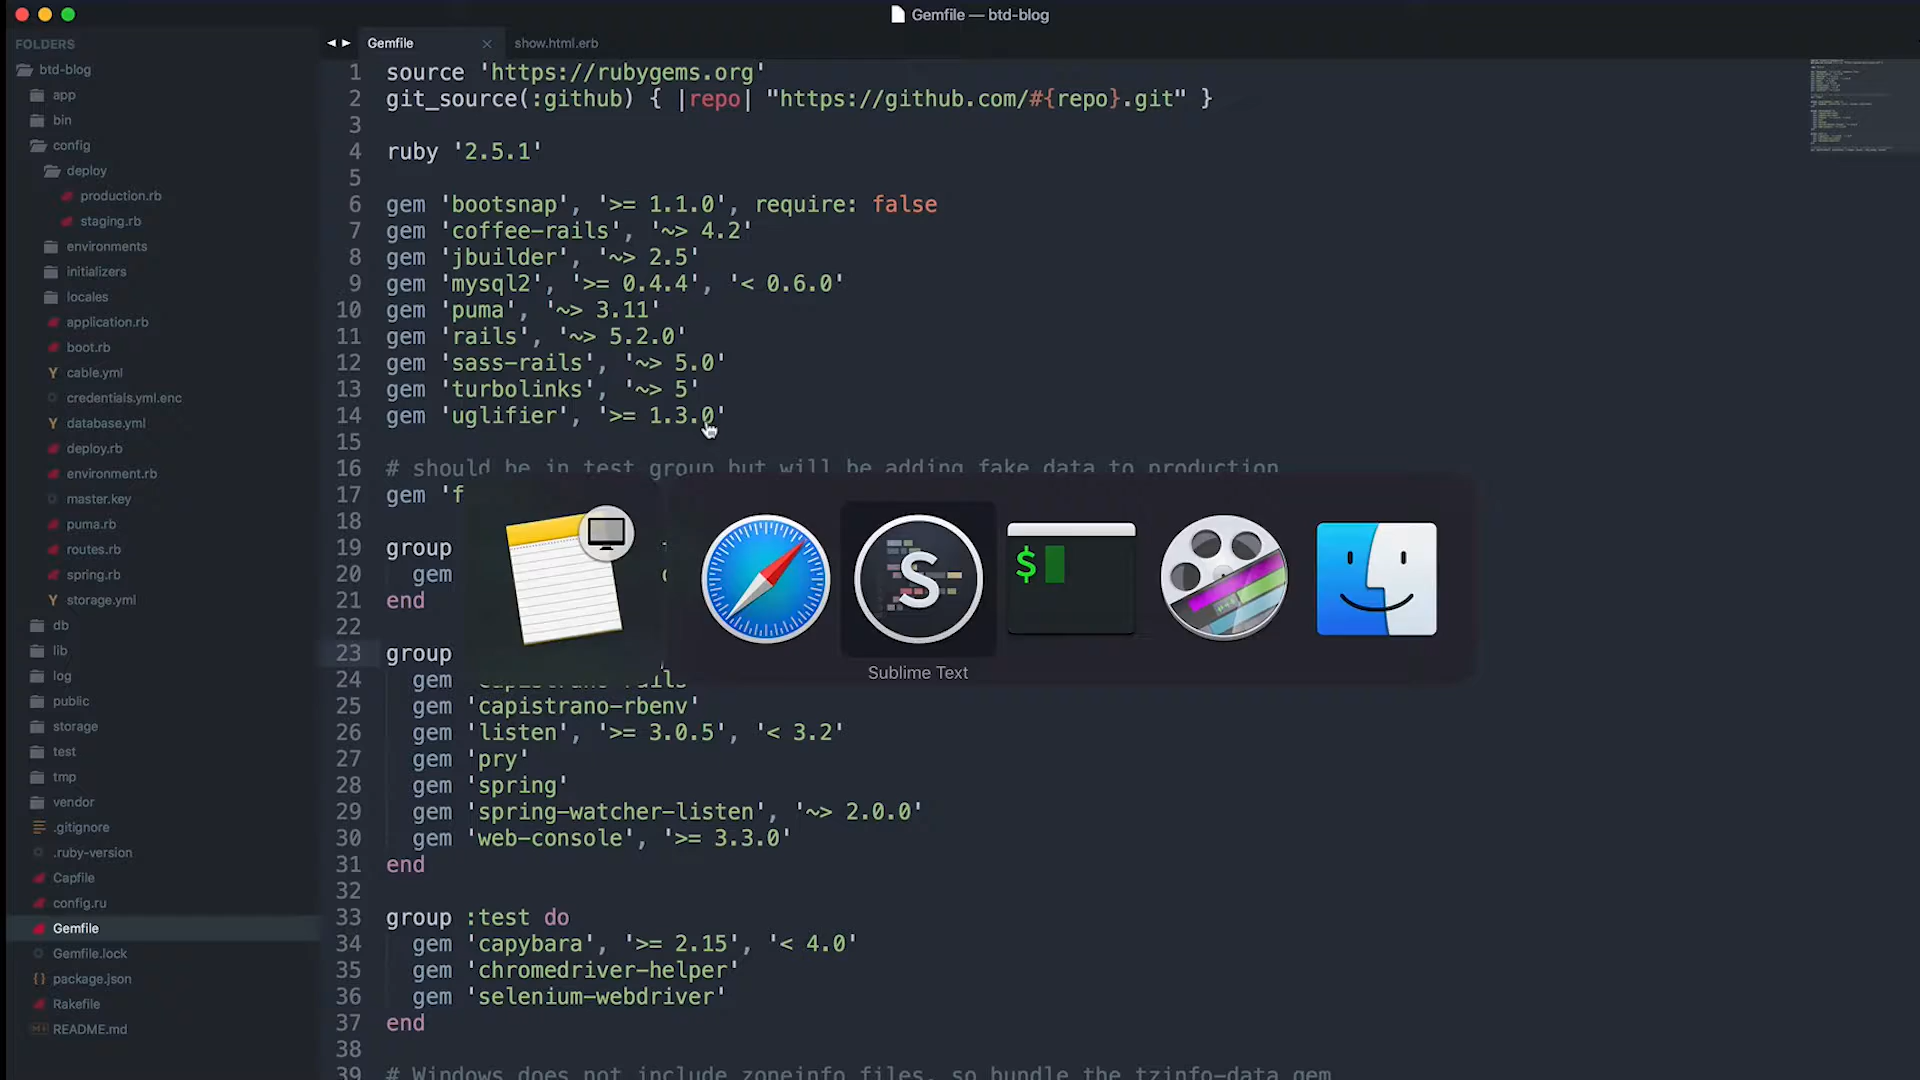 Gemfile — btd-blog
FOLDERS
btd-blog
app
bin
config
deploy
production.rb
staging.rb
environments
initializers
locales
application.rb
boot.rb
cable.yml
credentials.yml.enc
database.yml
deploy.rb
environment.rb
master.key
puma.rb
routes.rb
spring.rb
storage.yml
db
lib
log
public
storage
test
tmp
vendor
.gitignore
.ruby-version
Capfile
config.ru
Gemfile
Gemfile.lock
package.json
Rakefile
README.md
Gemfile
show.html.erb
1 source 'https://rubygems.org'
2 git_source(:github) { |repo| "https://github.com/#{repo}.git" }
3
4 ruby '2.5.1'
5
6 gem 'bootsnap', '>= 1.1.0', require: false
7 gem 'coffee-rails', '~> 4.2'
8 gem 'jbuilder', '~> 2.5'
9 gem 'mysql2', '>= 0.4.4', '< 0.6.0'
10 gem 'puma', '~> 3.11'
11 gem 'rails', '~> 5.2.0'
12 gem 'sass-rails', '~> 5.0'
13 gem 'turbolinks', '~> 5'
14 gem 'uglifier', '>= 1.3.0'
15
16 # should be in test group but will be adding fake data to production
17 gem 'f
18
19 group
20 gem
21 end
22
23 group
24 gem 'capistrano-rails'
25 gem 'capistrano-rbenv'
26 gem 'listen', '>= 3.0.5', '< 3.2'
27 gem 'pry'
28 gem 'spring'
29 gem 'spring-watcher-listen', '~> 2.0.0'
30 gem 'web-console', '>= 3.3.0'
31 end
32
33 group :test do
34 gem 'capybara', '>= 2.15', '< 4.0'
35 gem 'chromedriver-helper'
36 gem 'selenium-webdriver'
37 end
38
39 # Windows does not include zoneinfo files, so bundle the tzinfo-data gem
S
$
Sublime Text